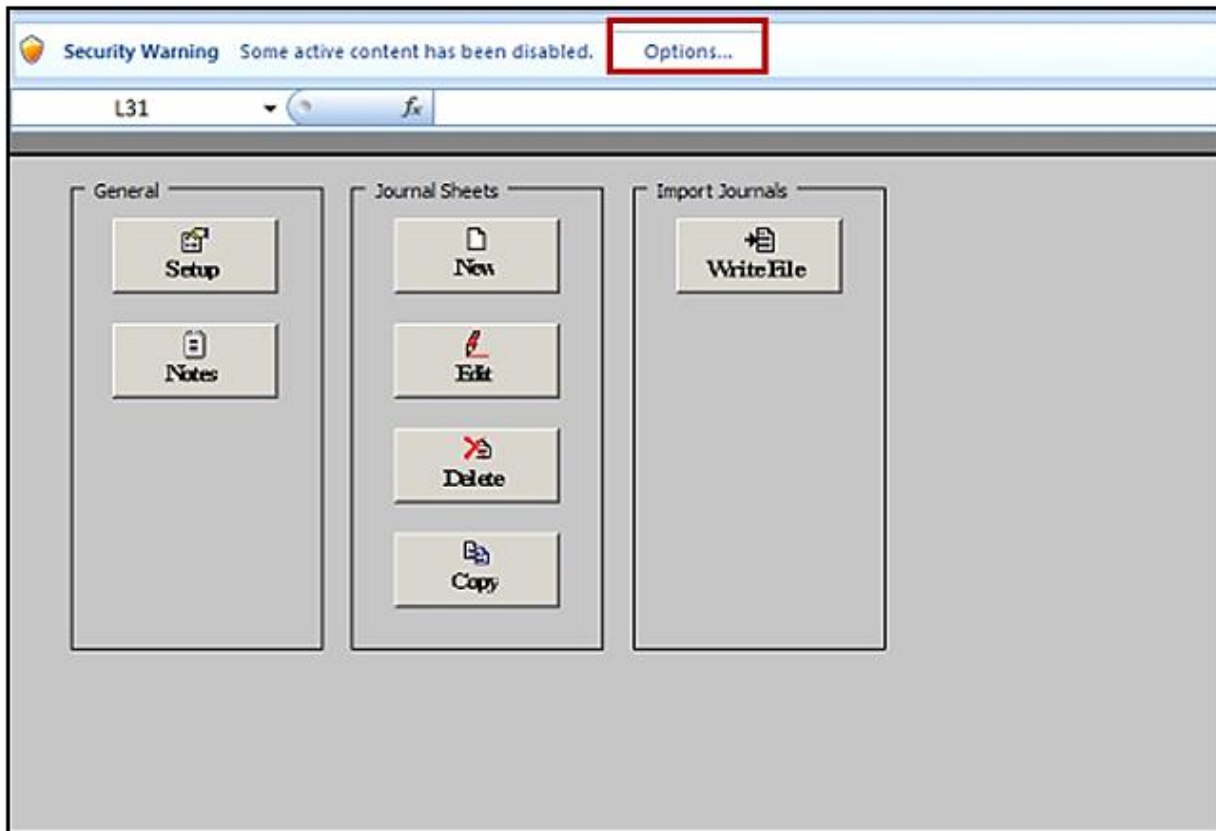 Security Warning Some active content has been disabled. Options...
L31 fx
General
Setup
Notes
Journal Sheets
New
Edit
Delete
Copy
Import Journals
Write File